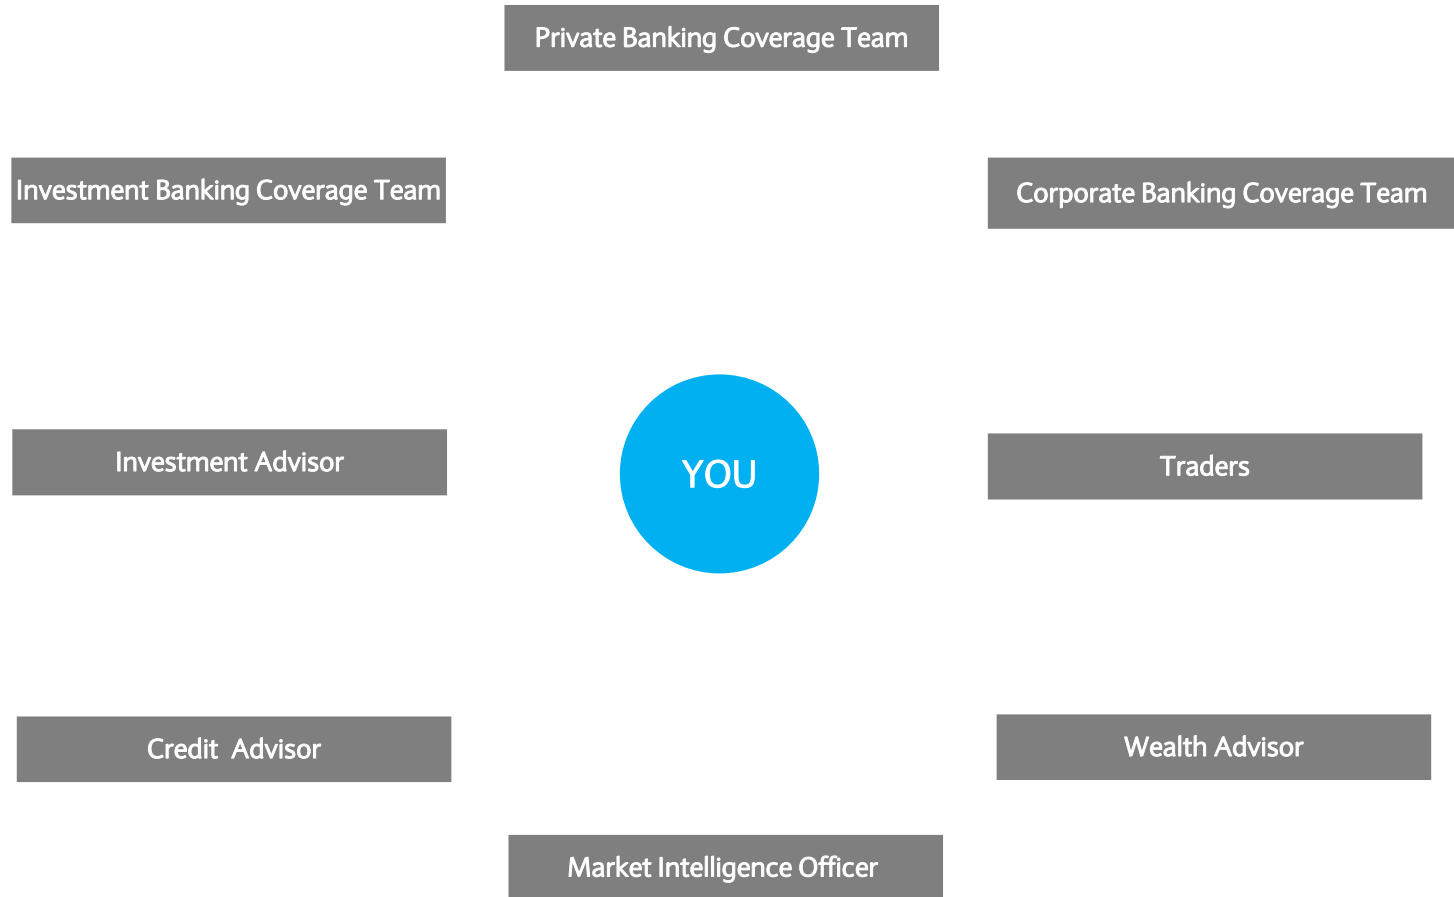 Private Banking Coverage Team
Investment Banking Coverage Team
Corporate Banking Coverage Team
Investment Advisor
YOU
Traders
Credit  Advisor
Wealth Advisor
Market Intelligence Officer